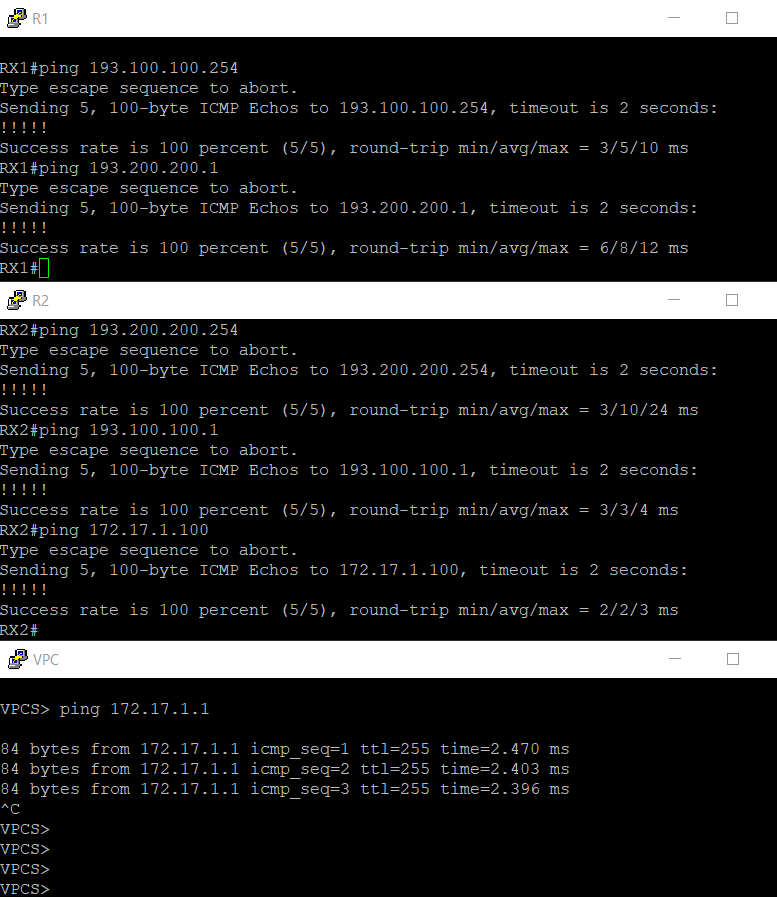 R1
RX1#ping 193.100.100.254
Type escape sequence to abort.
Sending 5, 100-byte ICMP Echos to 193.100.100.254, timeout is 2 seconds:
!!!!!
Success rate is 100 percent (5/5), round-trip min/avg/max = 3/5/10 ms
RX1#ping 193.200.200.1
Type escape sequence to abort.
Sending 5, 100-byte ICMP Echos to 193.200.200.1, timeout is 2 seconds:
!!!!!
Success rate is 100 percent (5/5), round-trip min/avg/max = 6/8/12 ms
RX1#
R2
RX2#ping 193.200.200.254
Type escape sequence to abort.
Sending 5, 100-byte ICMP Echos to 193.200.200.254, timeout is 2 seconds:
!!!!!
Success rate is 100 percent (5/5), round-trip min/avg/max = 3/10/24 ms
RX2#ping 193.100.100.1
Type escape sequence to abort.
Sending 5, 100-byte ICMP Echos to 193.100.100.1, timeout is 2 seconds:
!!!!!
Success rate is 100 percent (5/5), round-trip min/avg/max = 3/3/4 ms
RX2#ping 172.17.1.100
Type escape sequence to abort.
Sending 5, 100-byte ICMP Echos to 172.17.1.100, timeout is 2 seconds:
!!!!!
Success rate is 100 percent (5/5), round-trip min/avg/max = 2/2/3 ms
RX2#
VPC
VPCS> ping 172.17.1.1
84 bytes from 172.17.1.1 icmp_seq=1 ttl=255 time=2.470 ms
84 bytes from 172.17.1.1 icmp_seq=2 ttl=255 time=2.403 ms
84 bytes from 172.17.1.1 icmp_seq=3 ttl=255 time=2.396 ms
^C
VPCS>
VPCS>
VPCS>
VPCS>